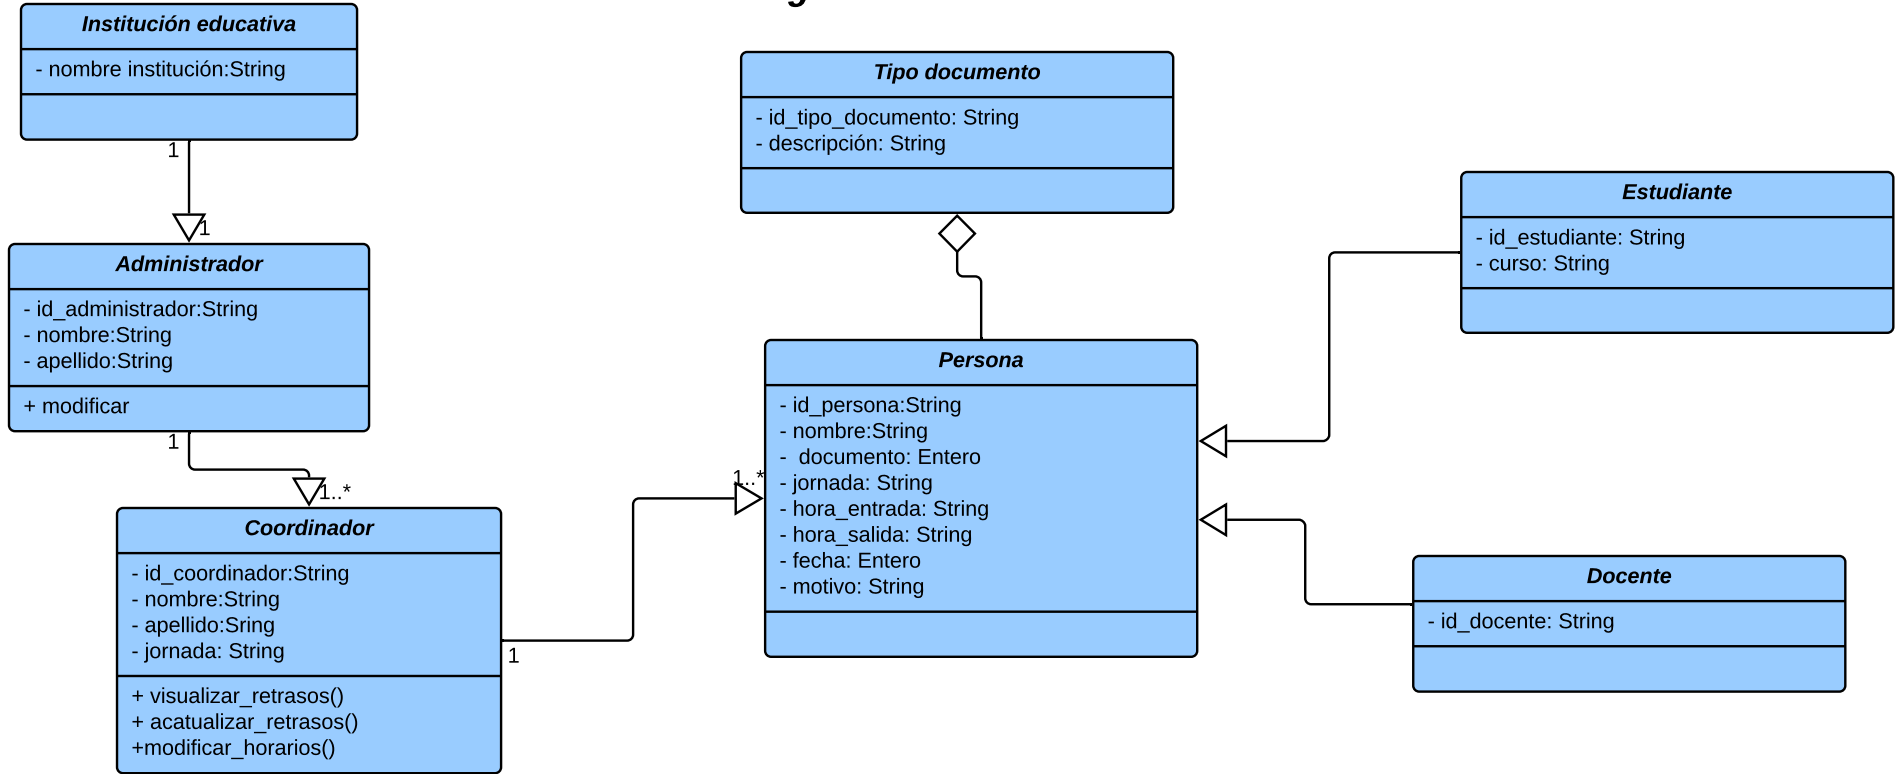 Institución educativa
- nombre institución:String
1
1
Administrador
- id_administrador:String
- nombre:String
- apellido:String
+ modificar
1
1..*
Coordinador
- id_coordinador:String
- nombre:String
- apellido:Sring
- jornada: String
+ visualizar_retrasos()
+ acatualizar_retrasos()
+modificar_horarios()
1
1..*
Tipo documento
- id_tipo_documento: String
- descripción: String
Persona
- id_persona:String
- nombre:String
-  documento: Entero
- jornada: String
- hora_entrada: String
- hora_salida: String
- fecha: Entero
- motivo: String
Estudiante
- id_estudiante: String
- curso: String
Docente
- id_docente: String